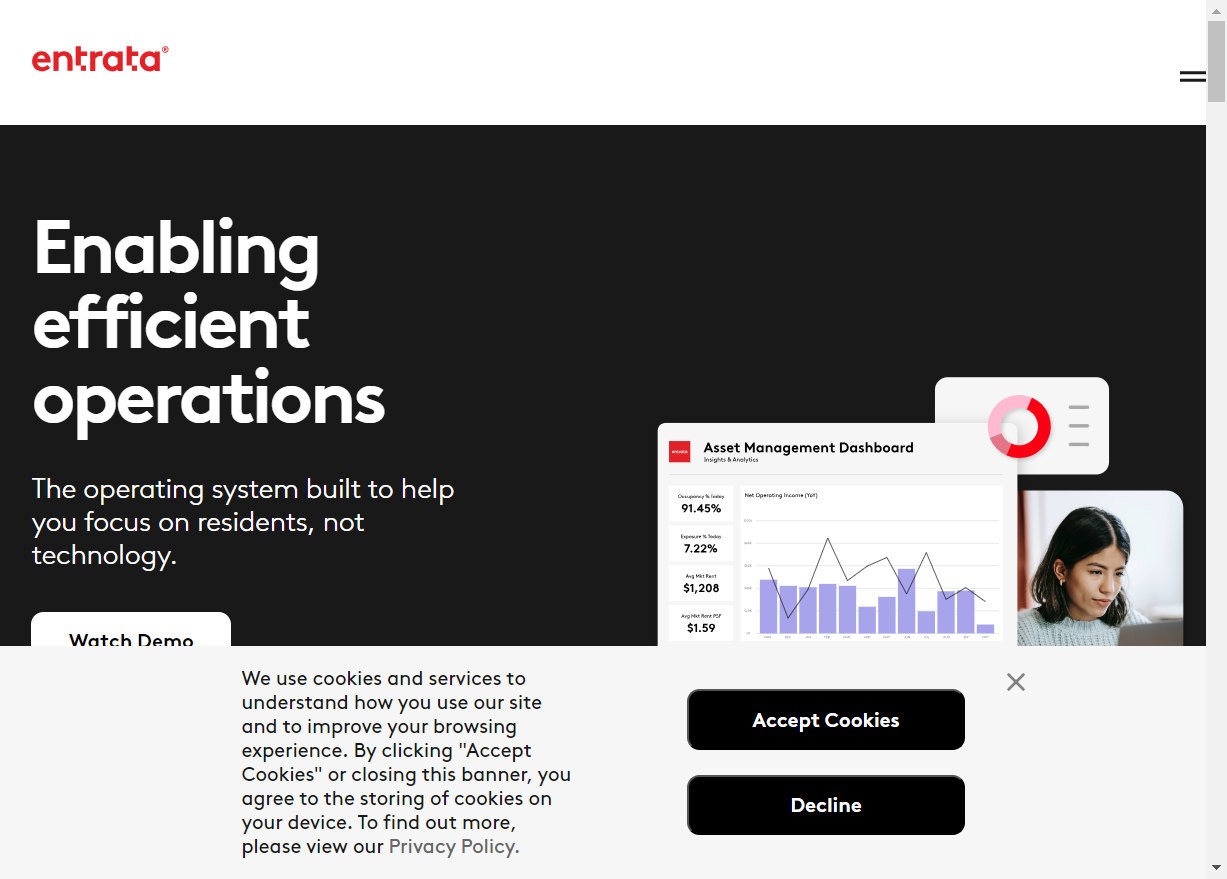 entrata®
Enabling
efficient
operations
The operating system built to help
you focus on residents, not
technology.
Watch Demo
entrata
Asset Management Dashboard
Insights & Analytics
Occupancy % Today
91.45%
Exposure % Today
7.22%
Avg Mkt Rent
$1,208
Avg Mkt Rent PSF
$1.59
Net Operating Income (YoY)
We use cookies and services to
understand how you use our site
and to improve your browsing
experience. By clicking "Accept
Cookies" or closing this banner, you
agree to the storing of cookies on
your device. To find out more,
please view our Privacy Policy.
Accept Cookies
Decline